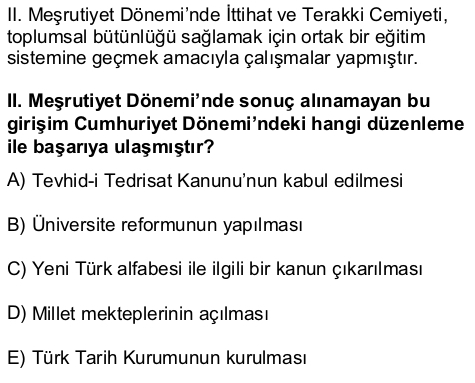 II. Meşrutiyet Dönemi’nde İttihat ve Terakki Cemiyeti,
toplumsal bütünlüğü sağlamak için ortak bir eğitim
sistemine geçmek amacıyla çalışmalar yapmıştır.
II. Meşrutiyet Dönemi’nde sonuç alınamayan bu
girişim Cumhuriyet Dönemi’ndeki hangi düzenleme
ile başarıya ulaşmıştır?
A) Tevhid-i Tedrisat Kanunu’nun kabul edilmesi
B) Üniversite reformunun yapılması
C) Yeni Türk alfabesi ile ilgili bir kanun çıkarılması
D) Millet mekteplerinin açılması
E) Türk Tarih Kurumunun kurulması